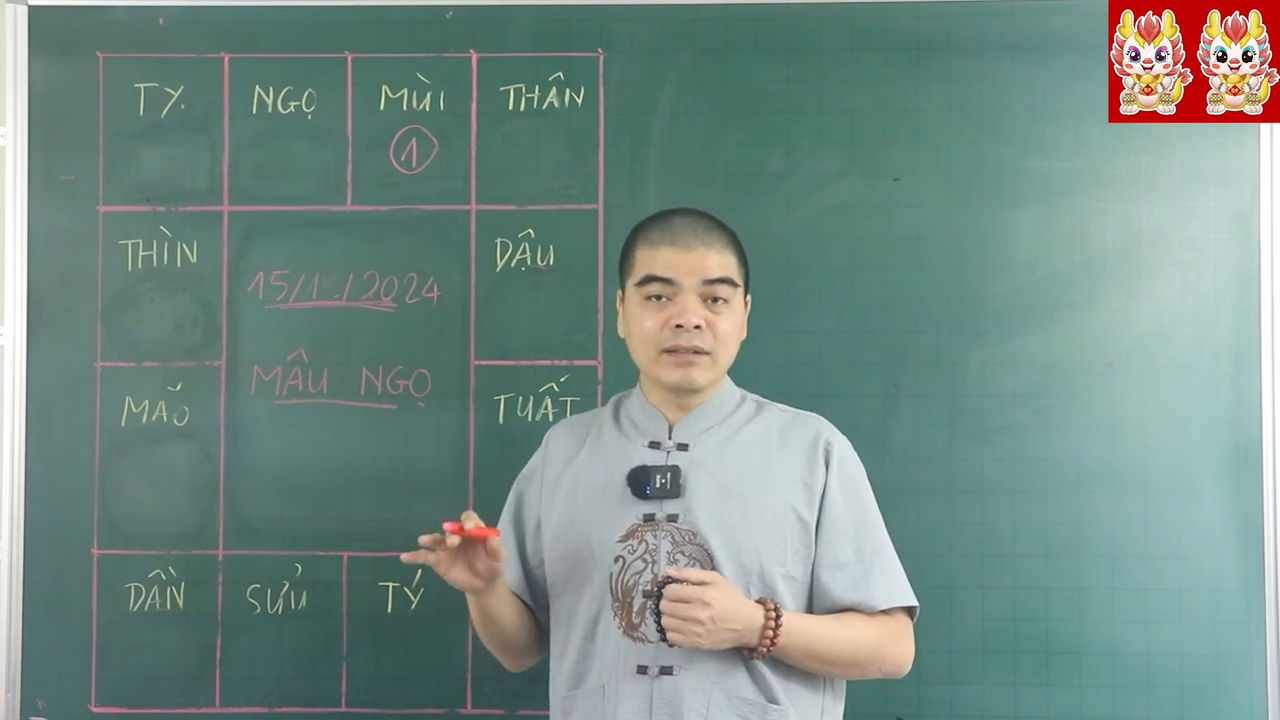 TỴ NGỌ MÙI THÂN
1
THÌN DẬU
15/1/2024
MẬU NGỌ
MÃO TUẤT
DẦN SỬU TÝ